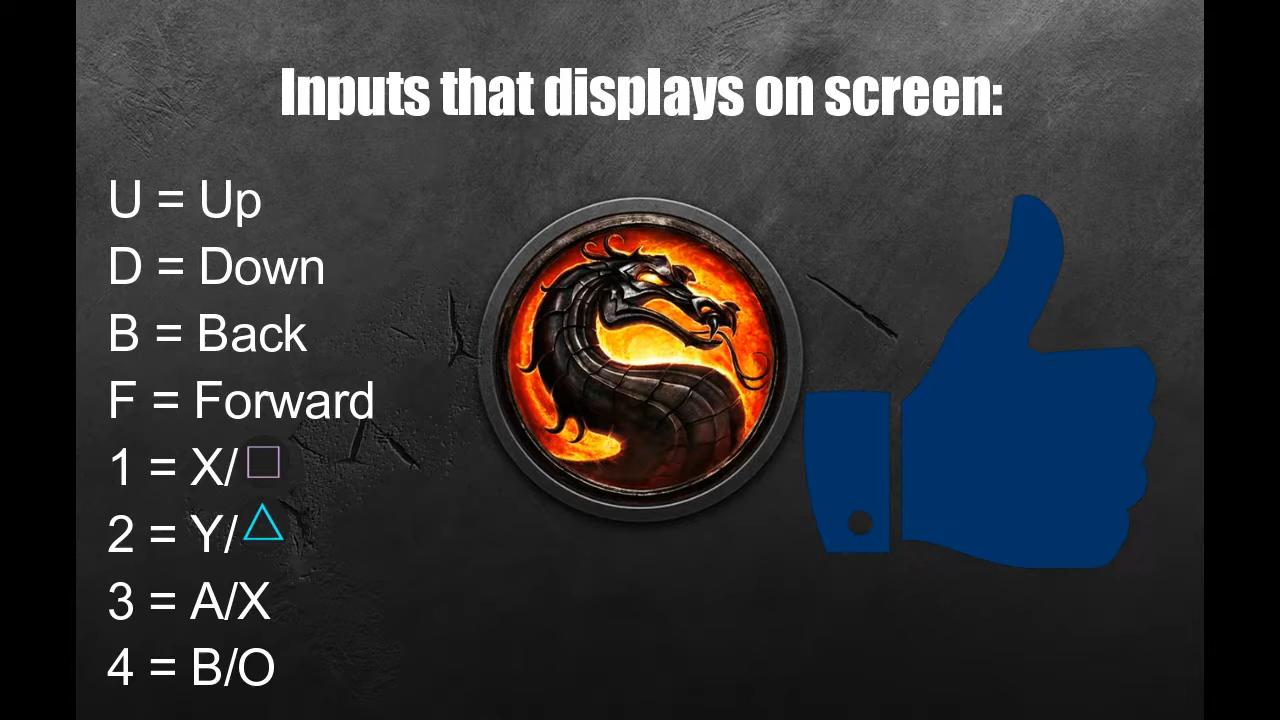 Inputs that displays on screen:
U = Up
D = Down
B = Back
F = Forward
1 = X/□
2 = Y/△
3 = A/X
4 = B/O